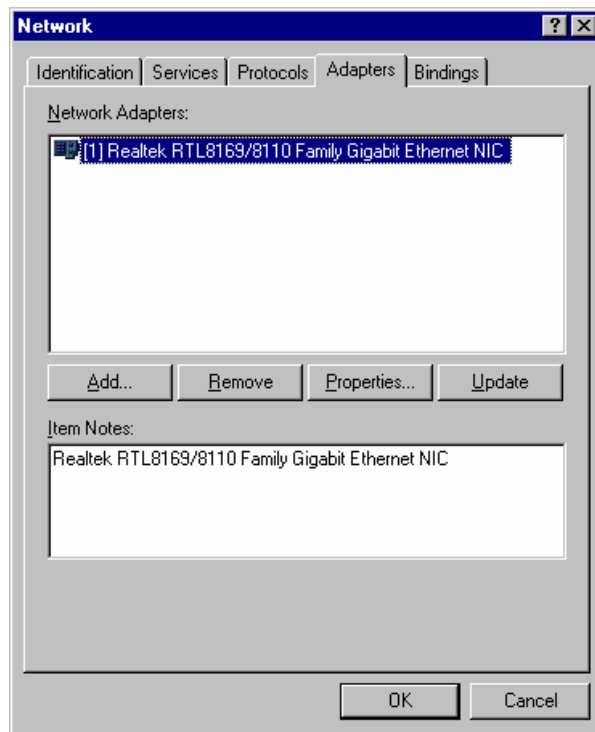 Network
Identification Services Protocols Adapters Bindings
Network Adapters:
[1] Realtek RTL8169/8110 Family Gigabit Ethernet NIC
Add... Remove Properties... Update
Item Notes:
Realtek RTL8169/8110 Family Gigabit Ethernet NIC
OK Cancel